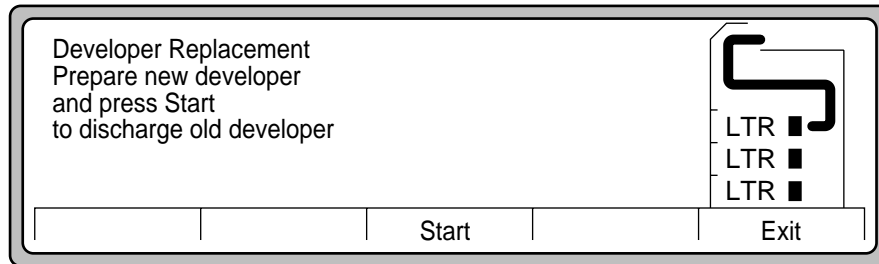 Developer Replacement
Prepare new developer
and press Start
to discharge old developer
LTR
LTR
LTR
Start
Exit